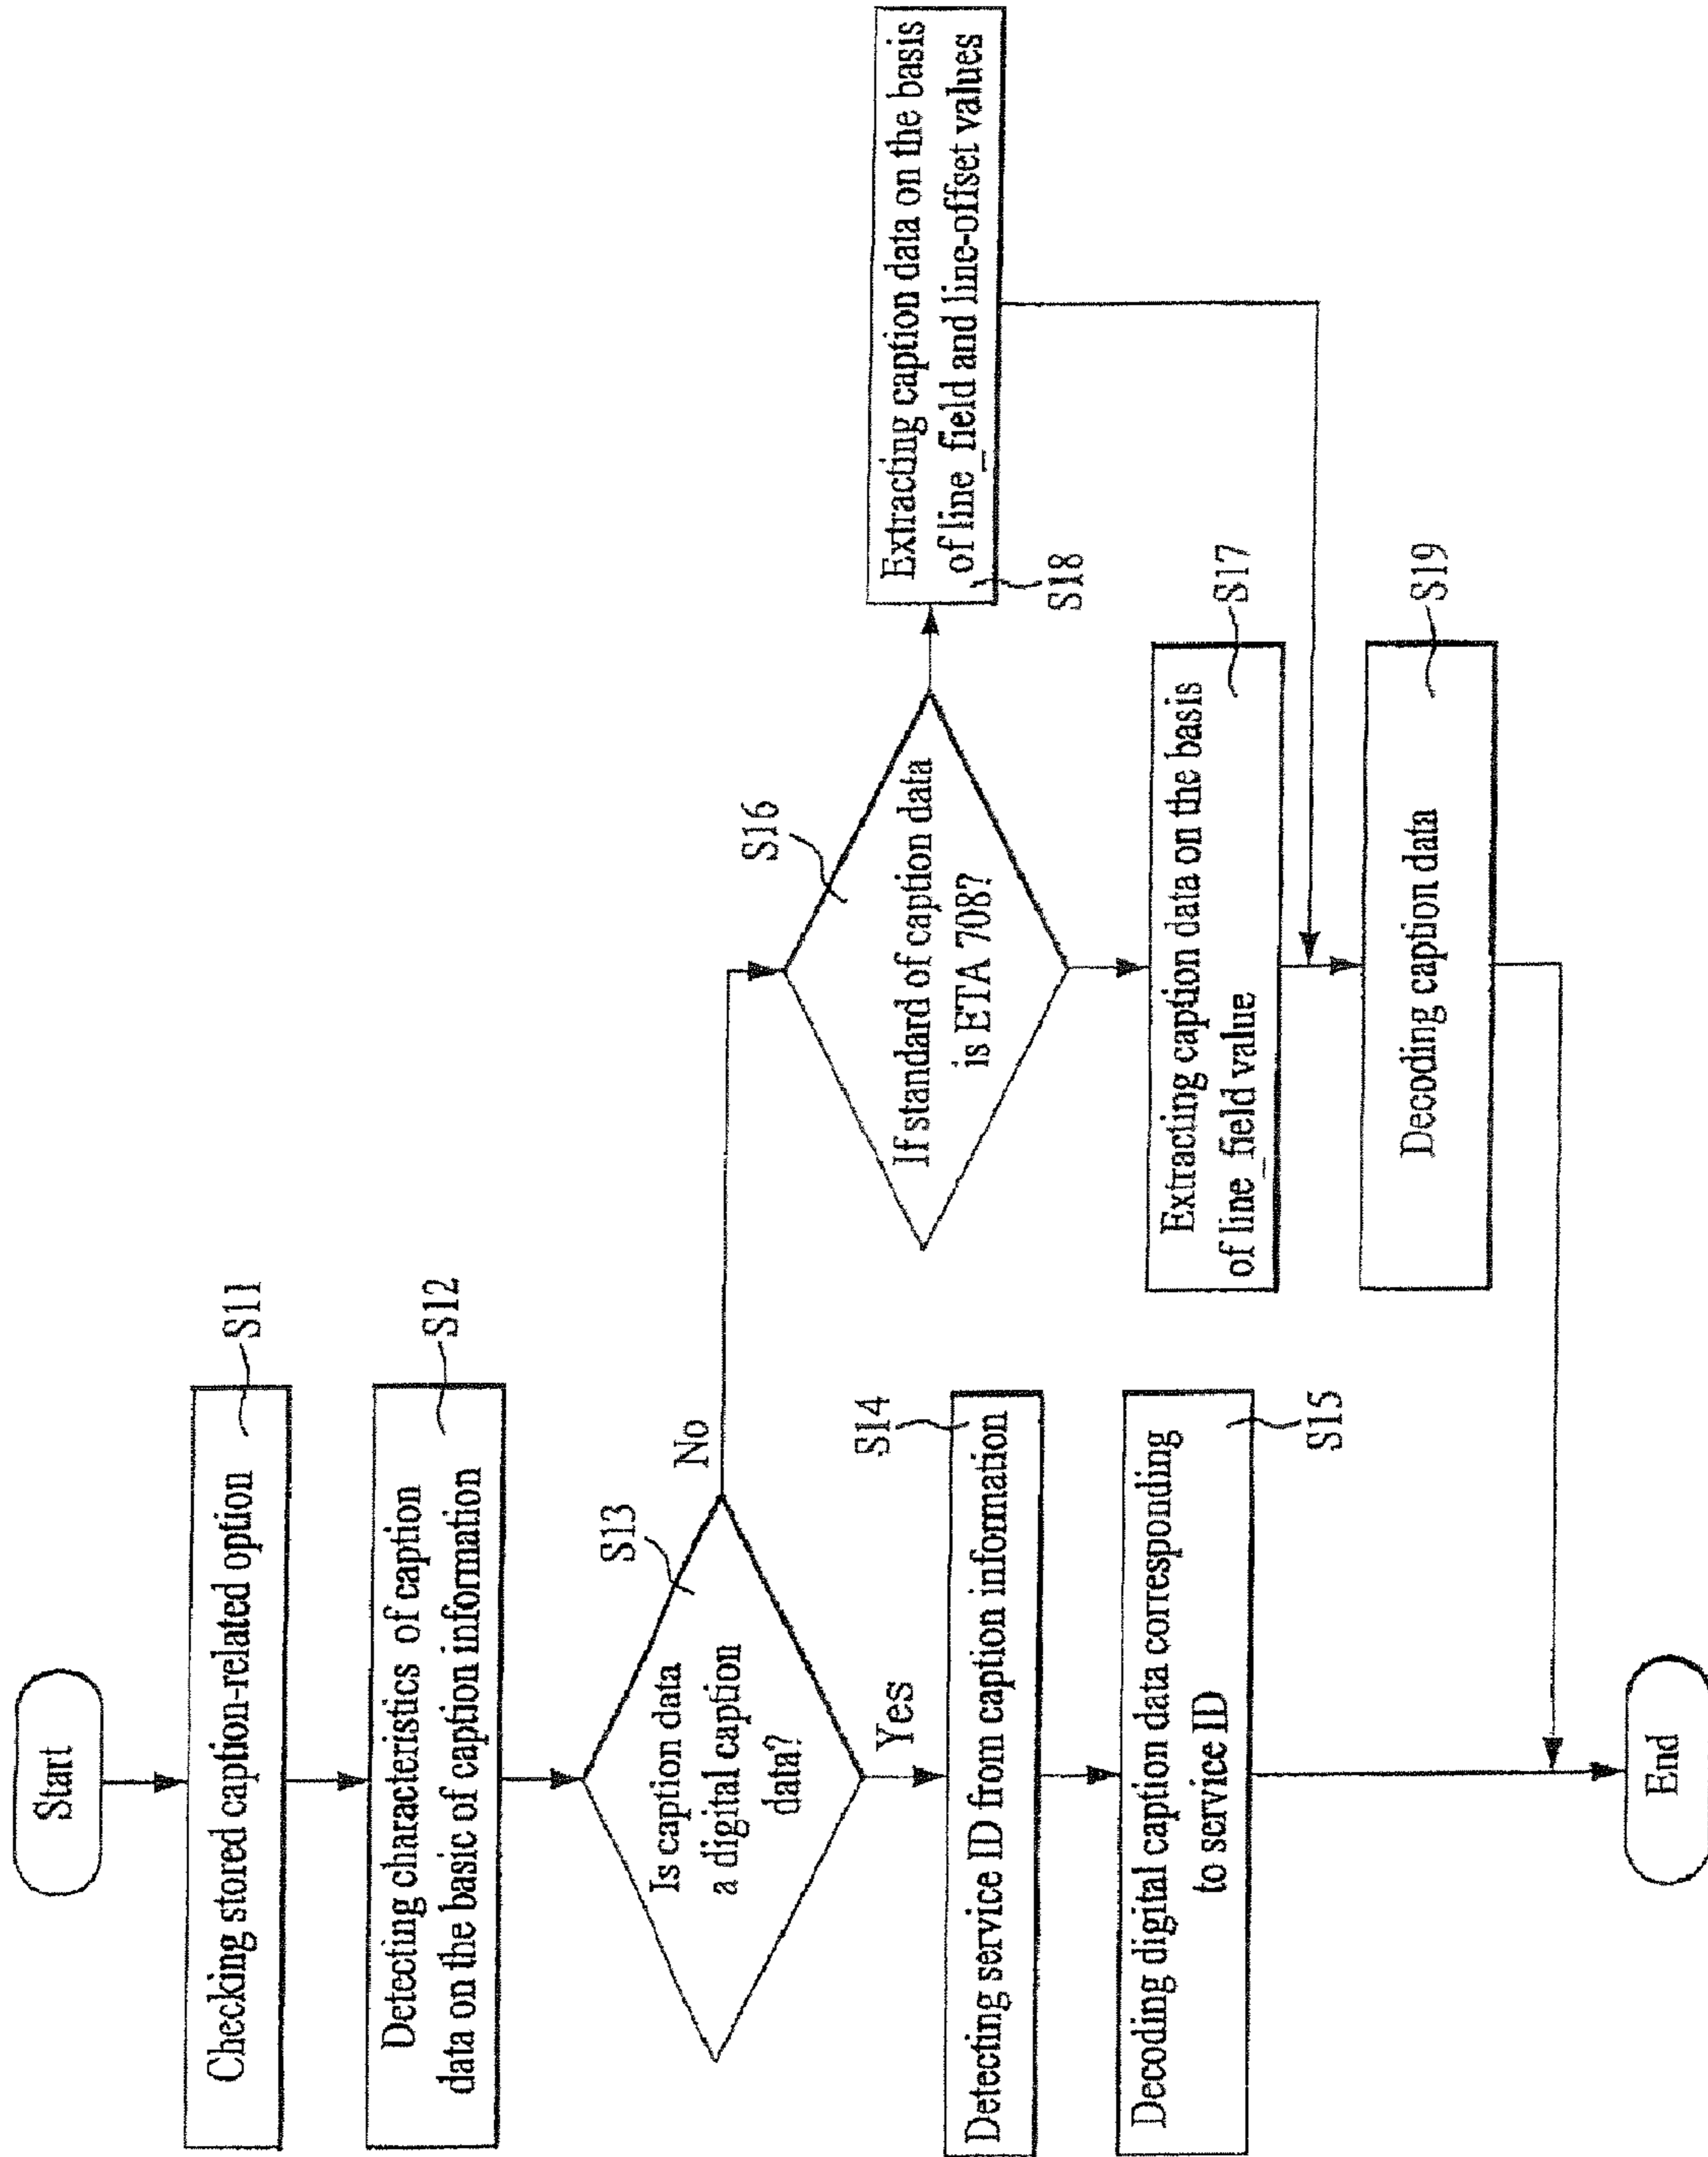 Start
Checking stored caption-related option
S11
Detecting characteristics of caption
data on the basic of caption information
S12
Is caption data
a digital caption
data?
S13
No
Yes
Detecting service ID from caption information
S14
Decoding digital caption data corresponding
to service ID
S15
If standard of caption data
is ETA 708?
S16
Extracting caption data on the basis
of line_field and line-offset values
S18
Extracting caption data on the basis
of line_field value
S17
Decoding caption data
S19
End